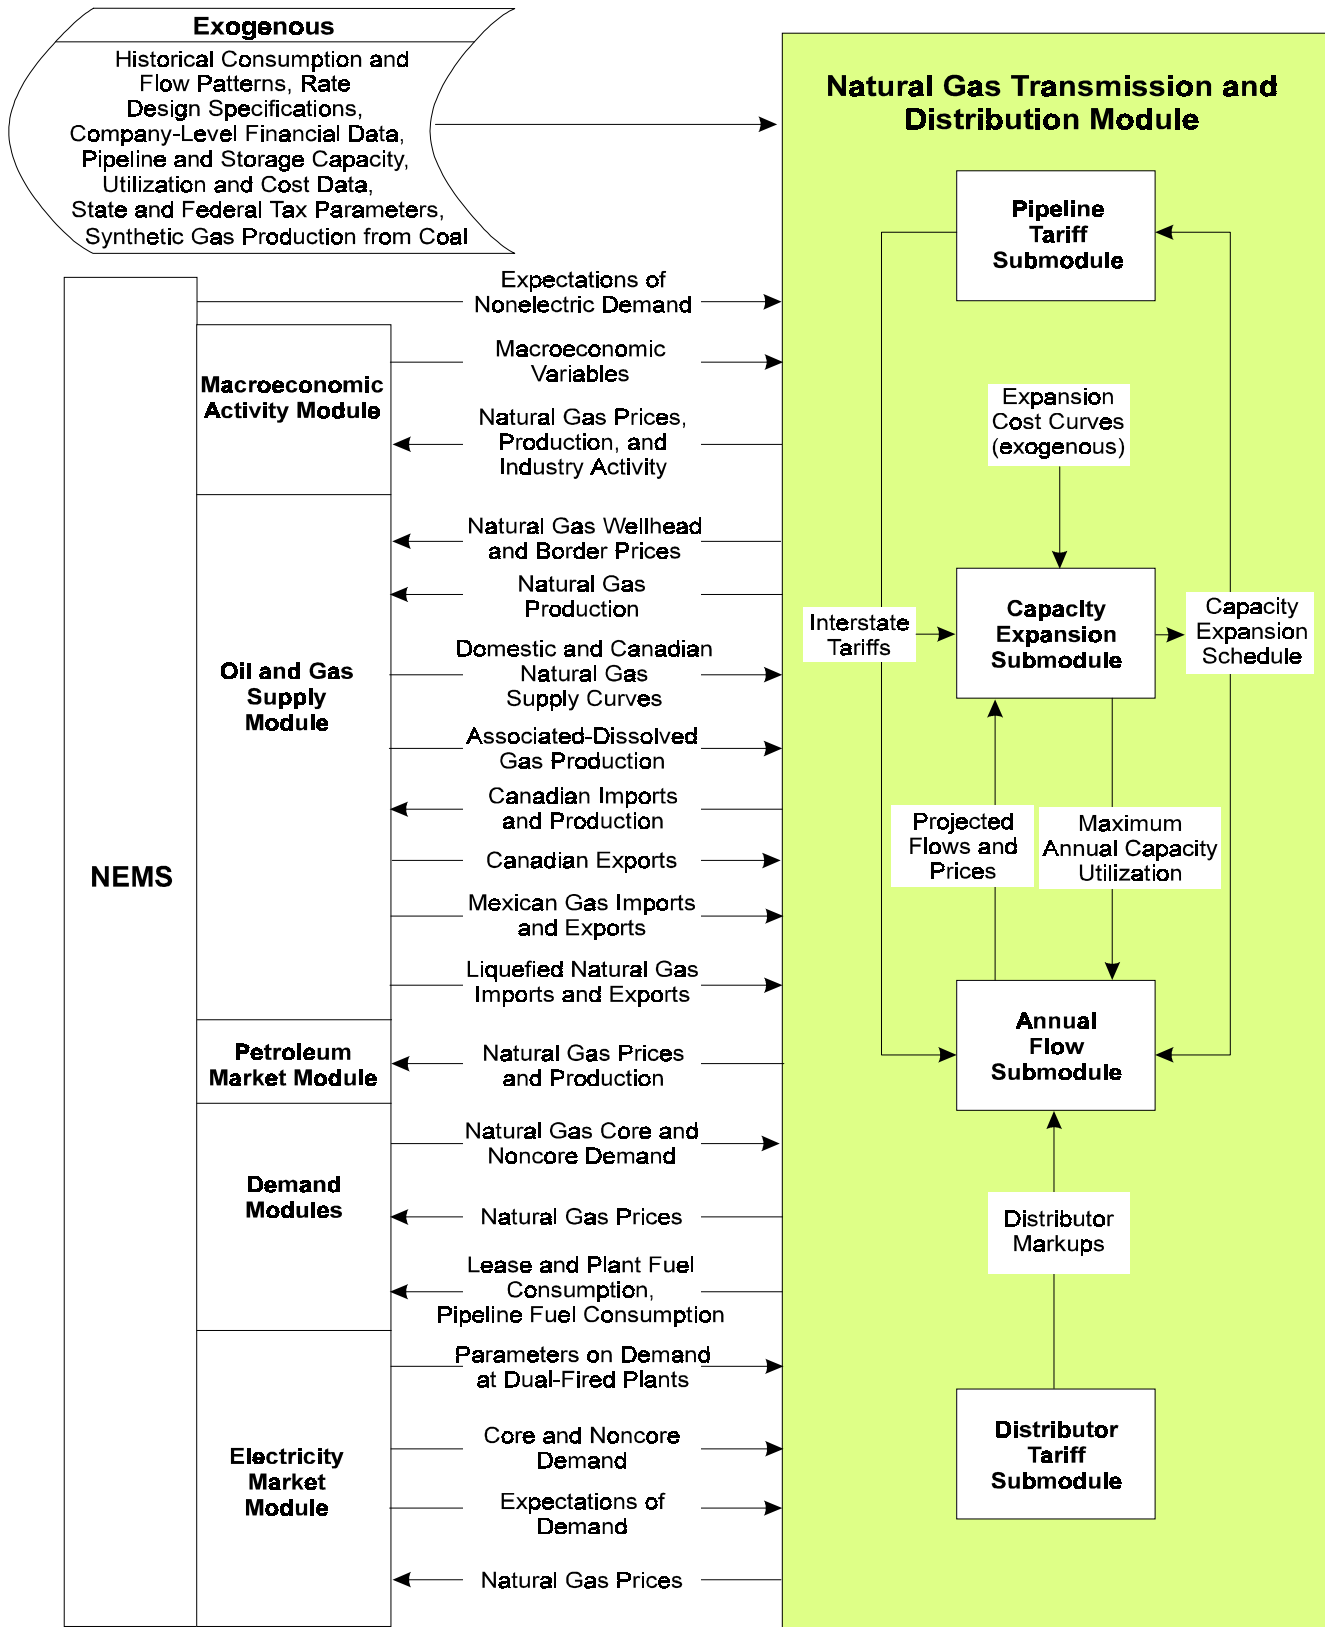 Exogenous
Historical Consumption and
Flow Patterns, Rate
Design Specifications,
Company-Level Financial Data,
Pipeline and Storage Capacity,
Utilization and Cost Data,
State and Federal Tax Parameters,
Synthetic Gas Production from Coal
NEMS
Macroeconomic
Activity Module
Oil and Gas
Supply
Module
Petroleum
Market Module
Demand
Modules
Electricity
Market
Module
Expectations of
Nonelectric Demand
Macroeconomic
Variables
Natural Gas Prices,
Production, and
Industry Activity
Natural Gas Wellhead
and Border Prices
Natural Gas
Production
Domestic and Canadian
Natural Gas
Supply Curves
Associated-Dissolved
Gas Production
Canadian Imports
and Production
Canadian Exports
Mexican Gas Imports
and Exports
Liquefied Natural Gas
Imports and Exports
Natural Gas Prices
and Production
Natural Gas Core and
Noncore Demand
Natural Gas Prices
Lease and Plant Fuel
Consumption,
Pipeline Fuel Consumption
Parameters on Demand
at Dual-Fired Plants
Core and Noncore
Demand
Expectations of
Demand
Natural Gas Prices
Natural Gas Transmission and
Distribution Module
Pipeline
Tariff
Submodule
Expansion
Cost Curves
(exogenous)
Interstate
Tariffs
Capacity
Expansion
Submodule
Capacity
Expansion
Schedule
Projected
Flows and
Prices
Maximum
Annual Capacity
Utilization
Annual
Flow
Submodule
Distributor
Markups
Distributor
Tariff
Submodule